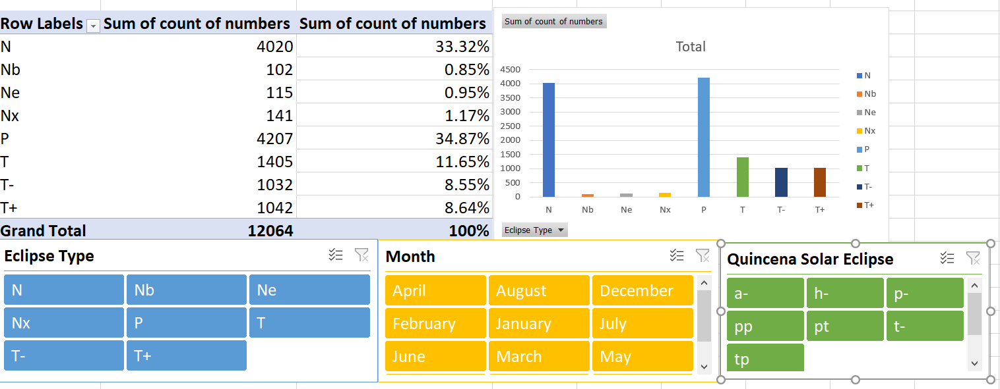 Row Labels Sum of count of numbers Sum of count of numbers
N 4020 33.32%
Nb 102 0.85%
Ne 115 0.95%
Nx 141 1.17%
P 4207 34.87%
T 1405 11.65%
T- 1032 8.55%
T+ 1042 8.64%
Grand Total 12064 100%
Sum of count of numbers
Total
4500
4000
3500
3000
2500
2000
1500
1000
500
0
N Nb Ne Nx P T T- T+
N
Nb
Ne
Nx
P
T
T-
T+
Eclipse Type
Eclipse Type
N Nb Ne
Nx P T
T- T+
Month
April August December
February January July
June March May
Quincena Solar Eclipse
a- h- p-
pp pt t-
tp